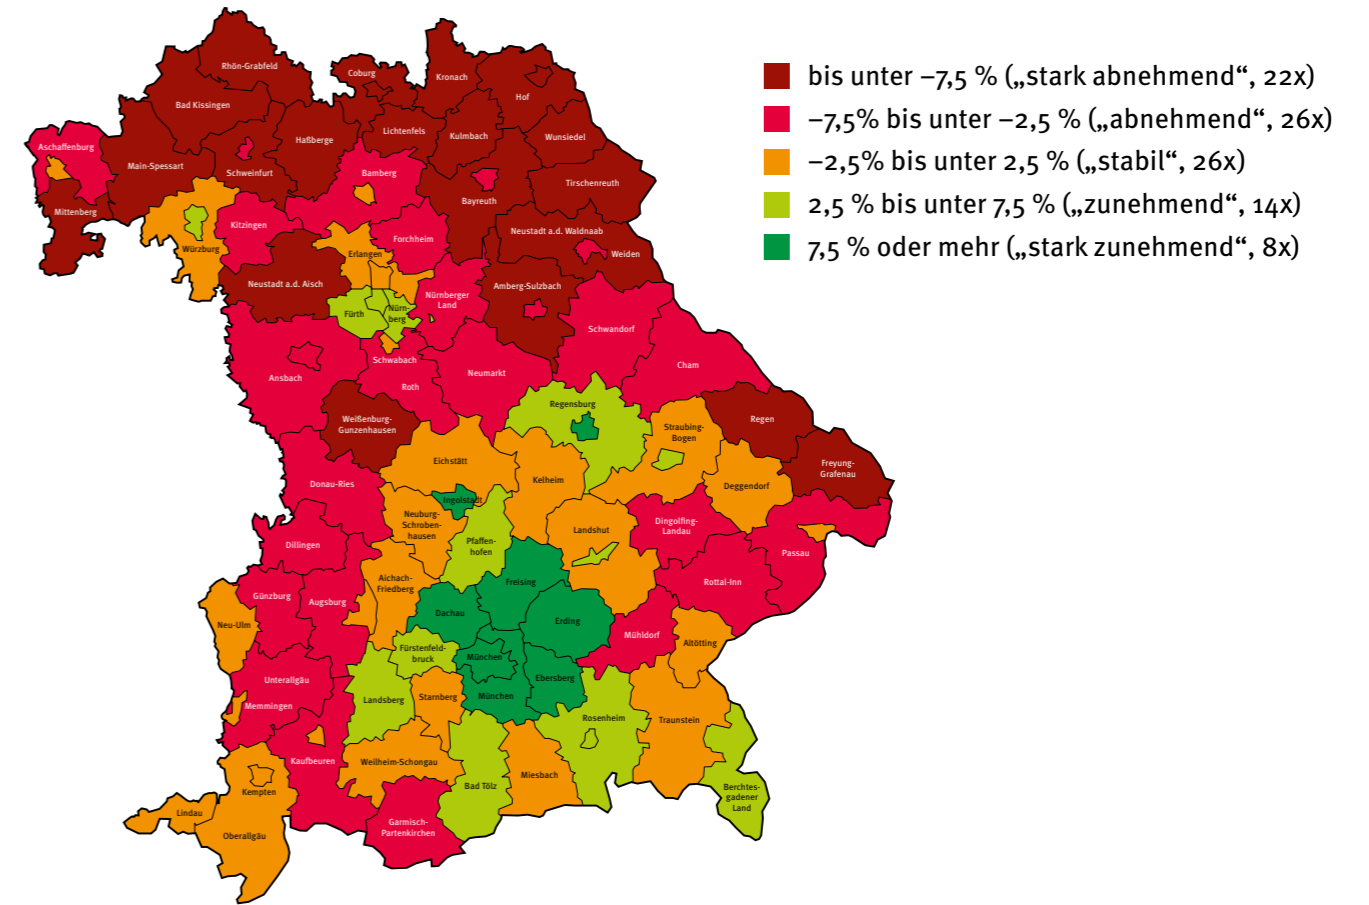 bis unter –7,5 % („stark abnehmend“, 22x)
–7,5% bis unter –2,5 % („abnehmend“, 26x)
–2,5% bis unter 2,5 % („stabil“, 26x)
2,5 % bis unter 7,5 % („zunehmend“, 14x)
7,5 % oder mehr („stark zunehmend“, 8x)
Rhön-Grabfeld
Coburg
Kronach
Hof
Bad Kissingen
Lichtenfels
Kulmbach
Wunsiedel
Haßberge
Aschaffenburg
Main-Spessart
Schweinfurt
Bamberg
Tirschenreuth
Bayreuth
Mittenberg
Kitzingen
Forchheim
Neustadt a.d. Waldnaab
Würzburg
Erlangen
Weiden
Neustadt a.d. Aisch
Amberg-Sulzbach
Nürnberger
Land
Fürth
Nürn-
berg
Schwandorf
Schwabach
Cham
Neumarkt
Ansbach
Roth
Regensburg
Weißenburg-
Gunzenhausen
Regen
Straubing-
Bogen
Eichstätt
Freyung-
Grafenau
Kelheim
Donau-Ries
Deggendorf
Ingolstadt
Neuburg-
Schroben-
hausen
Dingolfing-
Landau
Landshut
Dillingen
Pfaffen-
hofen
Passau
Aichach-
Friedberg
Freising
Rottal-Inn
Günzburg
Augsburg
Dachau
Erding
Neu-Ulm
Mühldorf
Altötting
Fürstenfeld-
bruck
München
Ebersberg
Unterallgäu
Landsberg
Starnberg
München
Memmingen
Rosenheim
Traunstein
Kaufbeuren
Weilheim-Schongau
Miesbach
Bad Tölz
Berchtes-
gadener
Land
Kempten
Lindau
Garmisch-
Partenkirchen
Oberallgäu